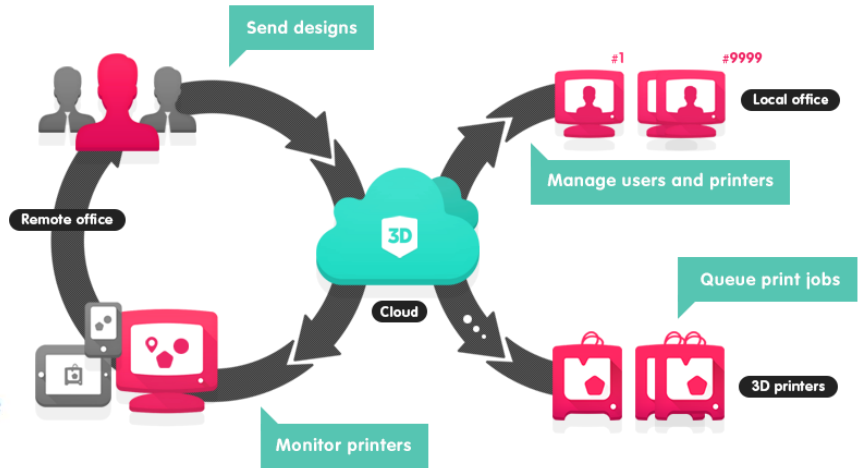 Send designs
#1
#9999
Local office
Manage users and printers
Remote office
3D
Queue print jobs
Cloud
3D printers
Monitor printers